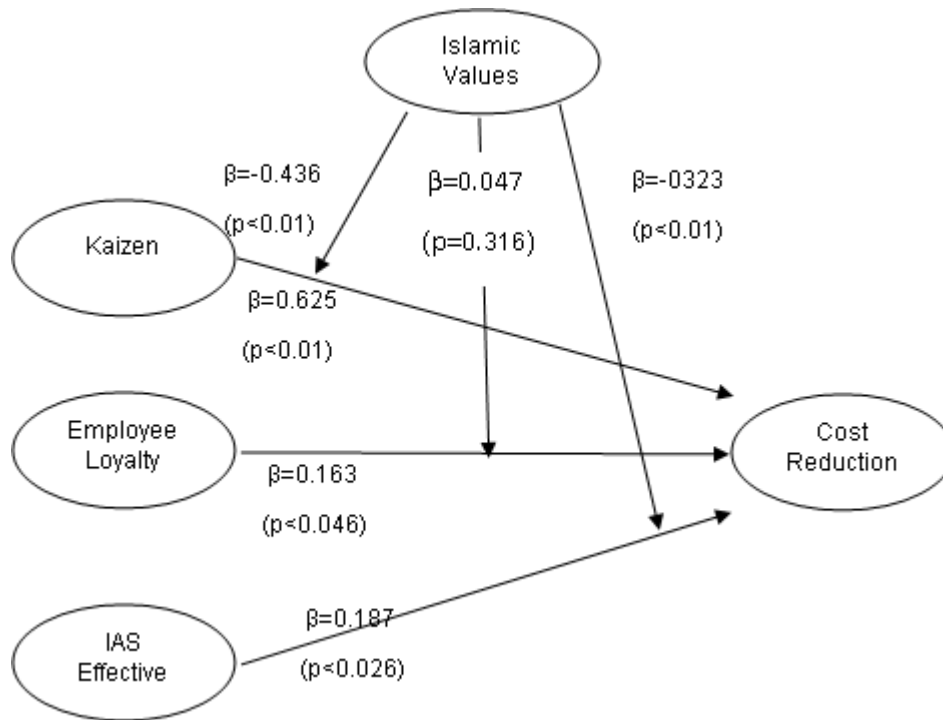 Islamic
Values
β=-0.436
(p<0.01)
β=0.047
(p=0.316)
β=-0323
(p<0.01)
Kaizen
β=0.625
(p<0.01)
Employee
Loyalty
β=0.163
(p<0.046)
Cost
Reduction
IAS
Effective
β=0.187
(p<0.026)